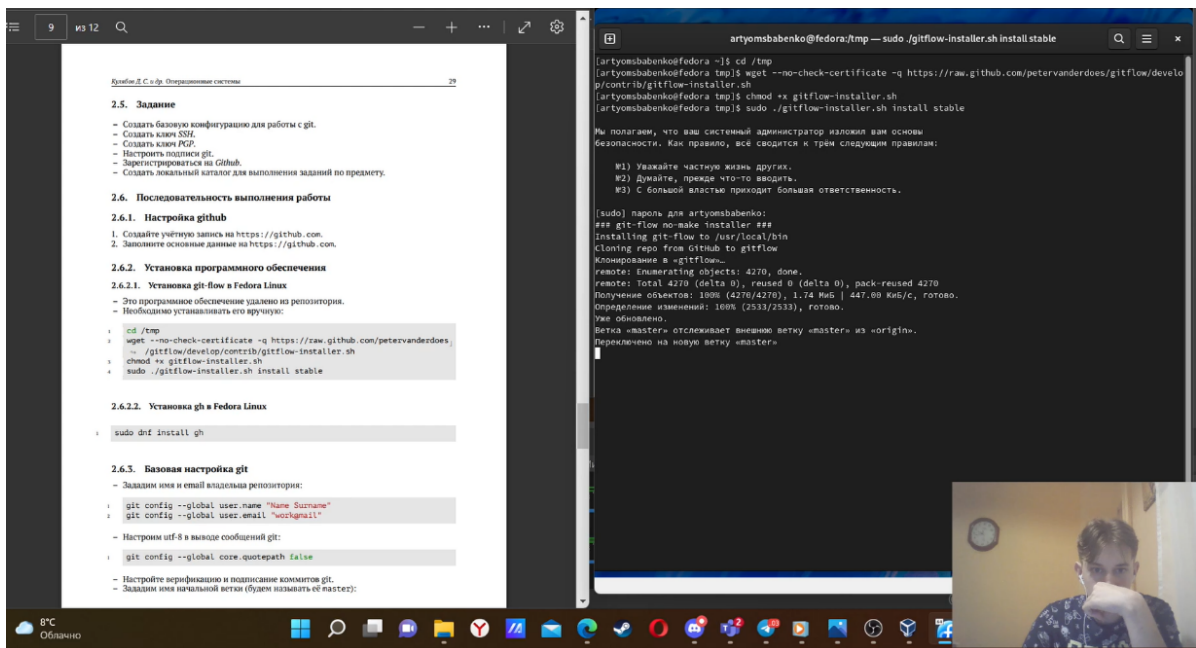 9 из 12
Кулябов Д. С. и др. Операционные системы 29
2.5. Задание
– Создать базовую конфигурацию для работы с git.
– Создать ключ SSH.
– Создать ключ PGP.
– Настроить подписи git.
– Зарегистрироваться на Github.
– Создать локальный каталог для выполнения заданий по предмету.
2.6. Последовательность выполнения работы
2.6.1. Настройка github
1. Создайте учётную запись на https://github.com.
2. Заполните основные данные на https://github.com.
2.6.2. Установка программного обеспечения
2.6.2.1. Установка git-flow в Fedora Linux
– Это программное обеспечение удалено из репозитория.
– Необходимо устанавливать его вручную:
1 cd /tmp
2 wget --no-check-certificate -q https://raw.github.com/petervanderdoes
/gitflow/develop/contrib/gitflow-installer.sh
3 chmod +x gitflow-installer.sh
4 sudo ./gitflow-installer.sh install stable
2.6.2.2. Установка gh в Fedora Linux
1 sudo dnf install gh
2.6.3. Базовая настройка git
– Зададим имя и email владельца репозитория:
1 git config --global user.name "Name Surname"
2 git config --global user.email "work@mail"
– Настроим utf-8 в выводе сообщений git:
1 git config --global core.quotepath false
– Настройте верификацию и подписание коммитов git.
– Зададим имя начальной ветки (будем называть её master):
artyomsbabenko@fedora:/tmp — sudo ./gitflow-installer.sh install stable
[artyomsbabenko@fedora ~]$ cd /tmp
[artyomsbabenko@fedora tmp]$ wget --no-check-certificate -q https://raw.github.com/petervanderdoes/gitflow/develo
p/contrib/gitflow-installer.sh
[artyomsbabenko@fedora tmp]$ chmod +x gitflow-installer.sh
[artyomsbabenko@fedora tmp]$ sudo ./gitflow-installer.sh install stable
Мы полагаем, что ваш системный администратор изложил вам основы
безопасности. Как правило, всё сводится к трём следующим правилам:
№1) Уважайте частную жизнь других.
№2) Думайте, прежде что-то вводить.
№3) С большой властью приходит большая ответственность.
[sudo] пароль для artyomsbabenko:
### git-flow no-make installer ###
Installing git-flow to /usr/local/bin
Cloning repo from GitHub to gitflow
Клонирование в «gitflow»…
remote: Enumerating objects: 4270, done.
remote: Total 4270 (delta 0), reused 0 (delta 0), pack-reused 4270
Получение объектов: 100% (4270/4270), 1.74 МиБ | 447.00 КиБ/с, готово.
Определение изменений: 100% (2533/2533), готово.
Уже обновлено.
Ветка «master» отслеживает внешнюю ветку «master» из «origin».
Переключено на новую ветку «master»
8°C
Облачно